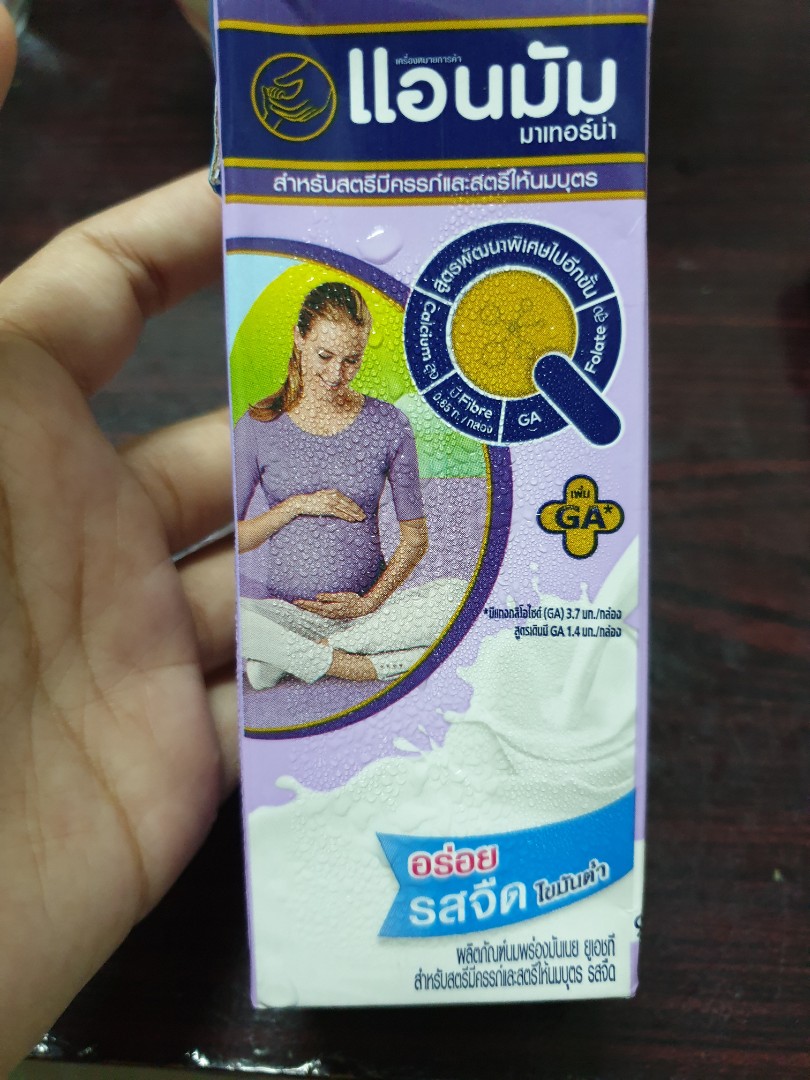 เครื่องหมายการค้า
แอนมัม
มาเทอร์น่า
สำหรับสตรีมีครรภ์และสตรีให้นมบุตร
สูตรพัฒนาพิเศษไปอีกขั้น
Calcium สูง
Folate สูง
มี Fibre
0.85 ก./กล่อง
GA
เพิ่ม
GA*
*มีแกงกลิโอไซด์ (GA) 3.7 มก./กล่อง
สูตรเดิมมี GA 1.4 มก./กล่อง
อร่อย
รสจืด ไขมันต่ำ
ผลิตภัณฑ์นมพร่องมันเนย ยูเอชที
สำหรับสตรีมีครรภ์และสตรีให้นมบุตร รสจืด